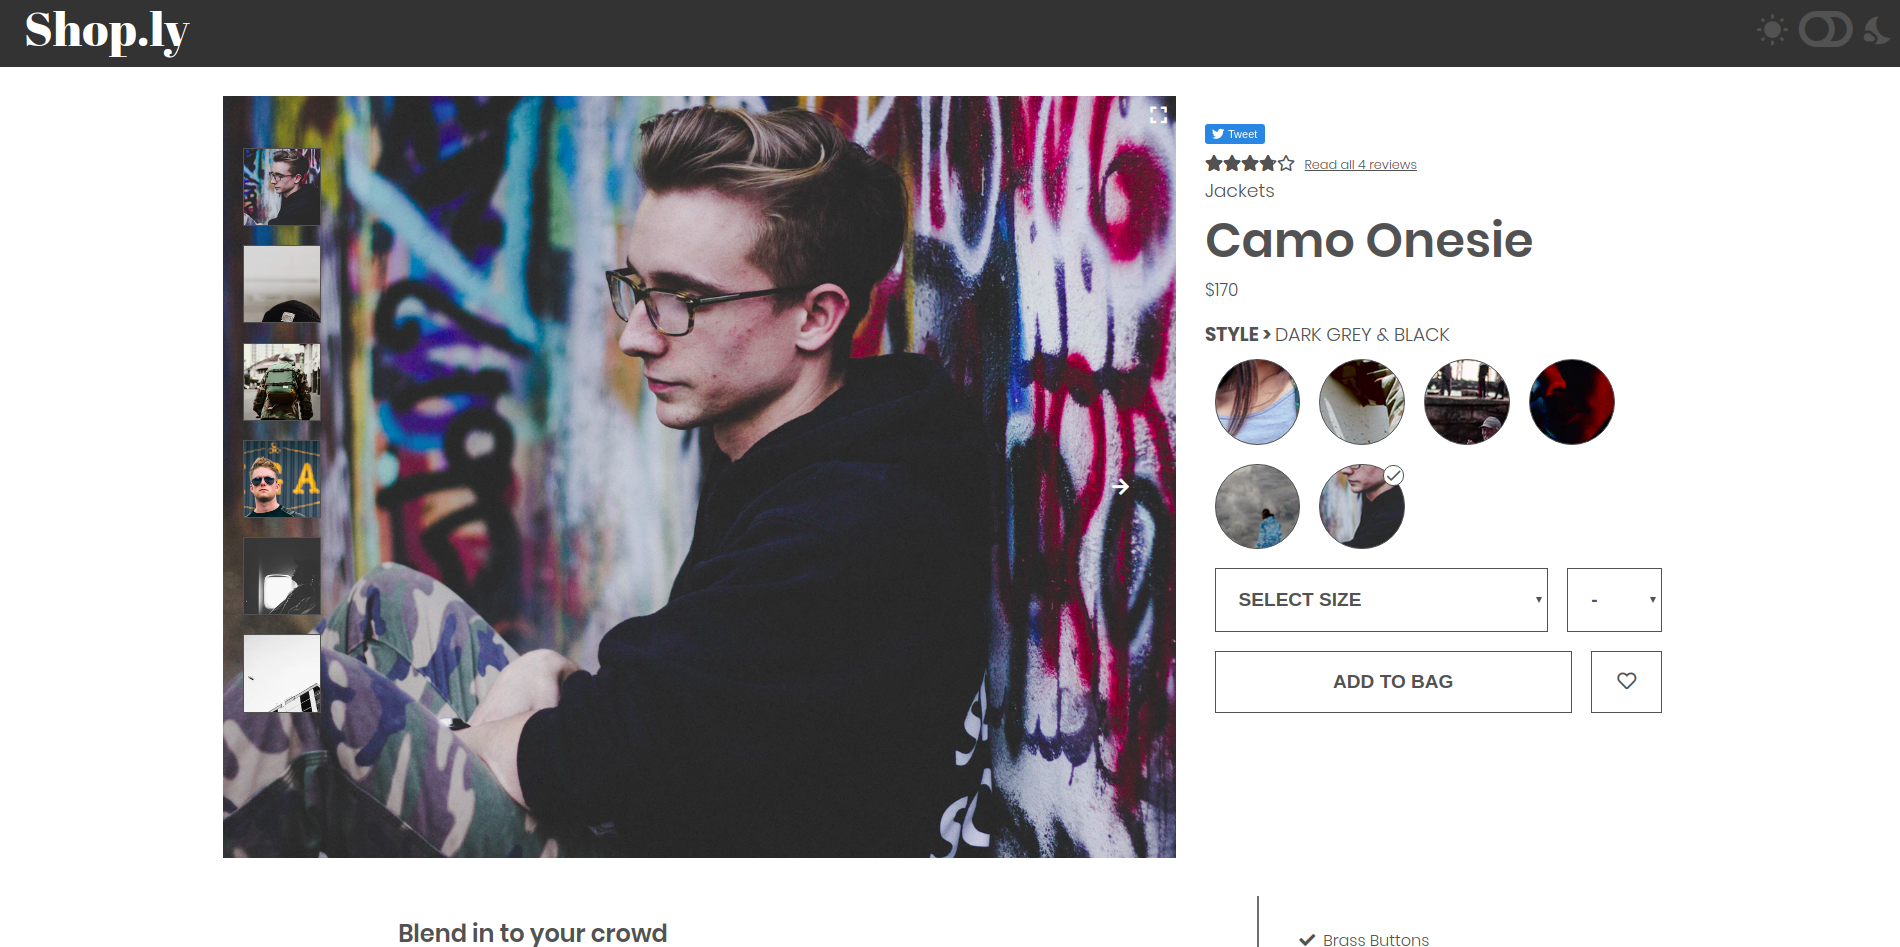 Shop.ly
Tweet
Read all 4 reviews
Jackets
Camo Onesie
$170
STYLE > DARK GREY & BLACK
SELECT SIZE
-
ADD TO BAG
Blend in to your crowd
Brass Buttons